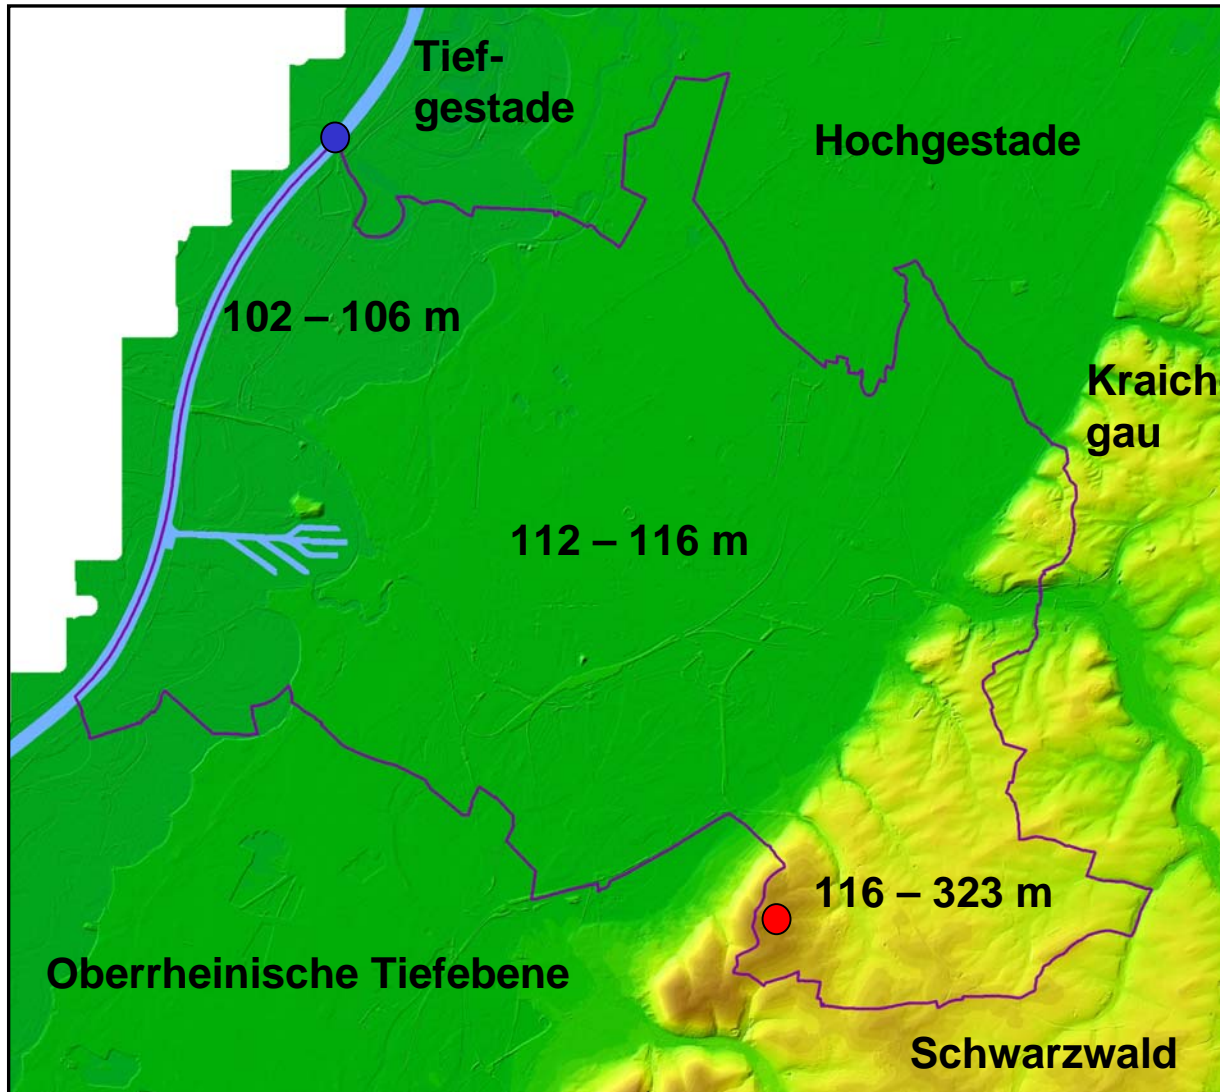 Tief-
gestade
Hochgestade
102 – 106 m
Kraich
gau
112 – 116 m
116 – 323 m
Oberrheinische Tiefebene
Schwarzwald